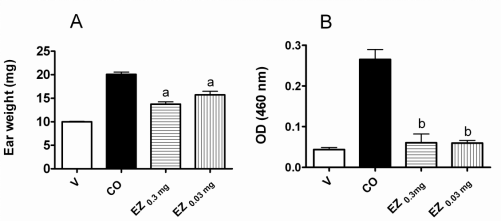 A
Ear weight (mg)
25
20
15
10
5
0
a
a
V
CO
EZ 0.3 mg
EZ 0.03 mg
B
OD (460 nm)
0.3
0.2
0.1
0.0
b
b
V
CO
EZ 0.3mg
EZ 0.03 mg